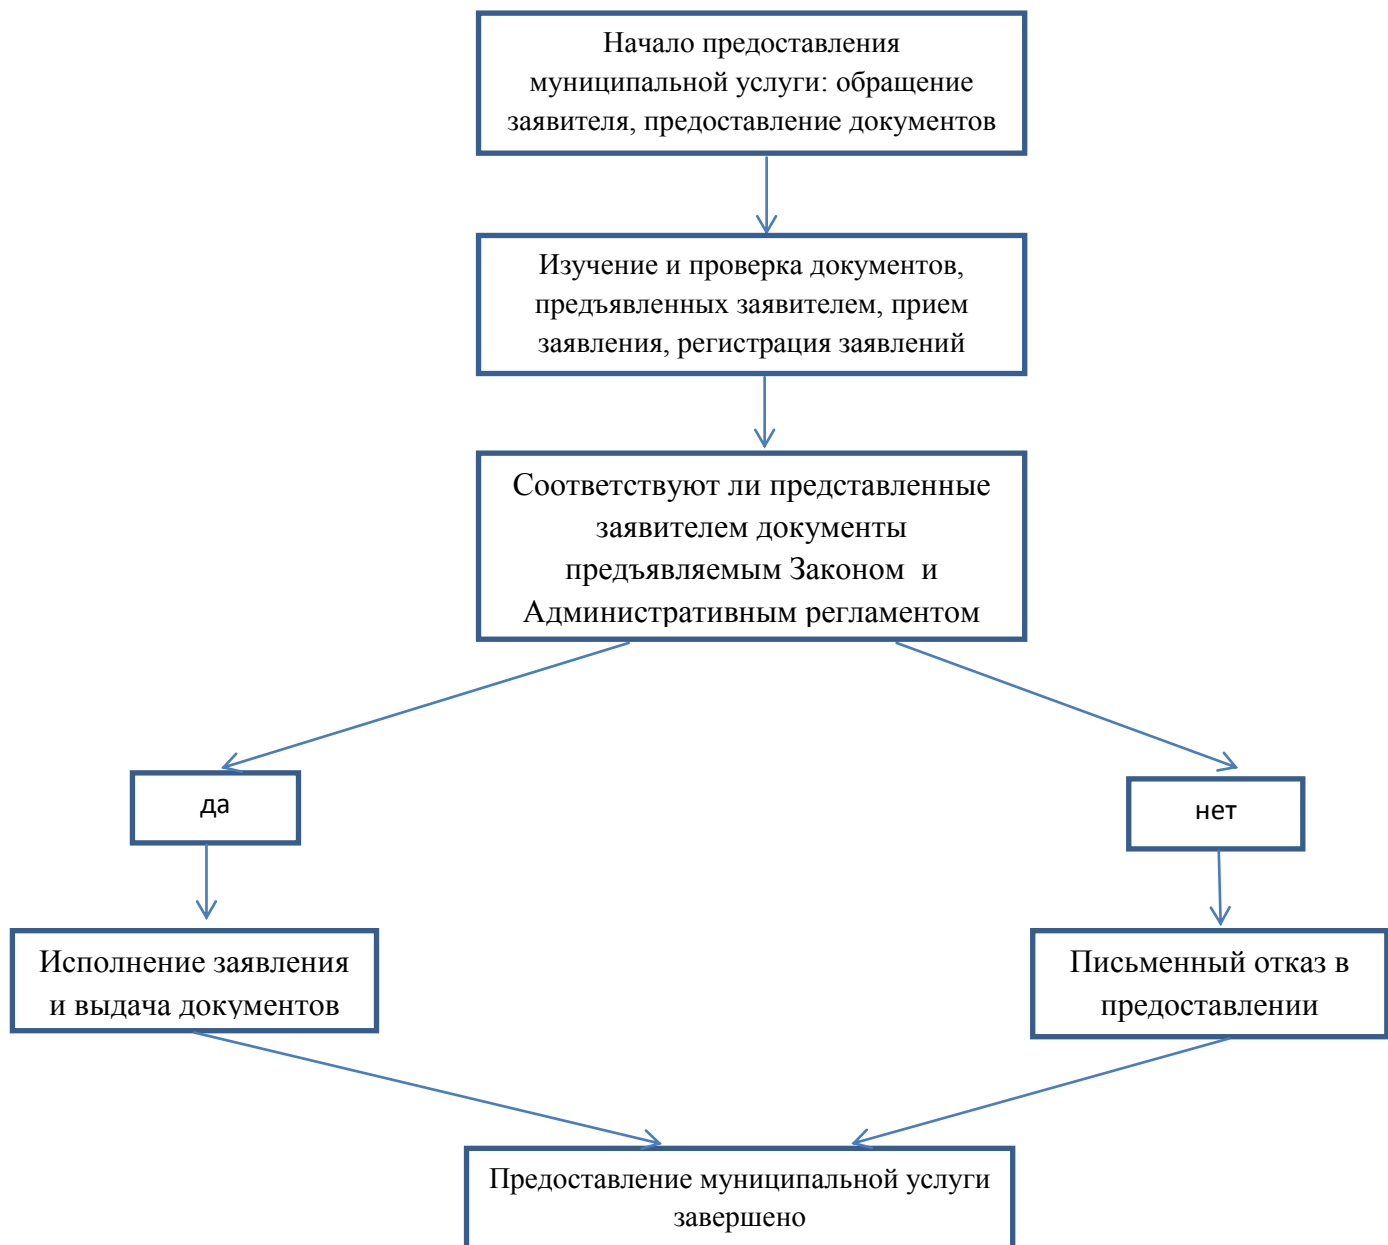 Начало предоставления
муниципальной услуги: обращение
заявителя, предоставление документов
Изучение и проверка документов,
предъявленных заявителем, прием
заявления, регистрация заявлений
Соответствуют ли представленные
заявителем документы
предъявляемым Законом и
Административным регламентом
да
нет
Исполнение заявления
и выдача документов
Письменный отказ в
предоставлении
Предоставление муниципальной услуги
завершено